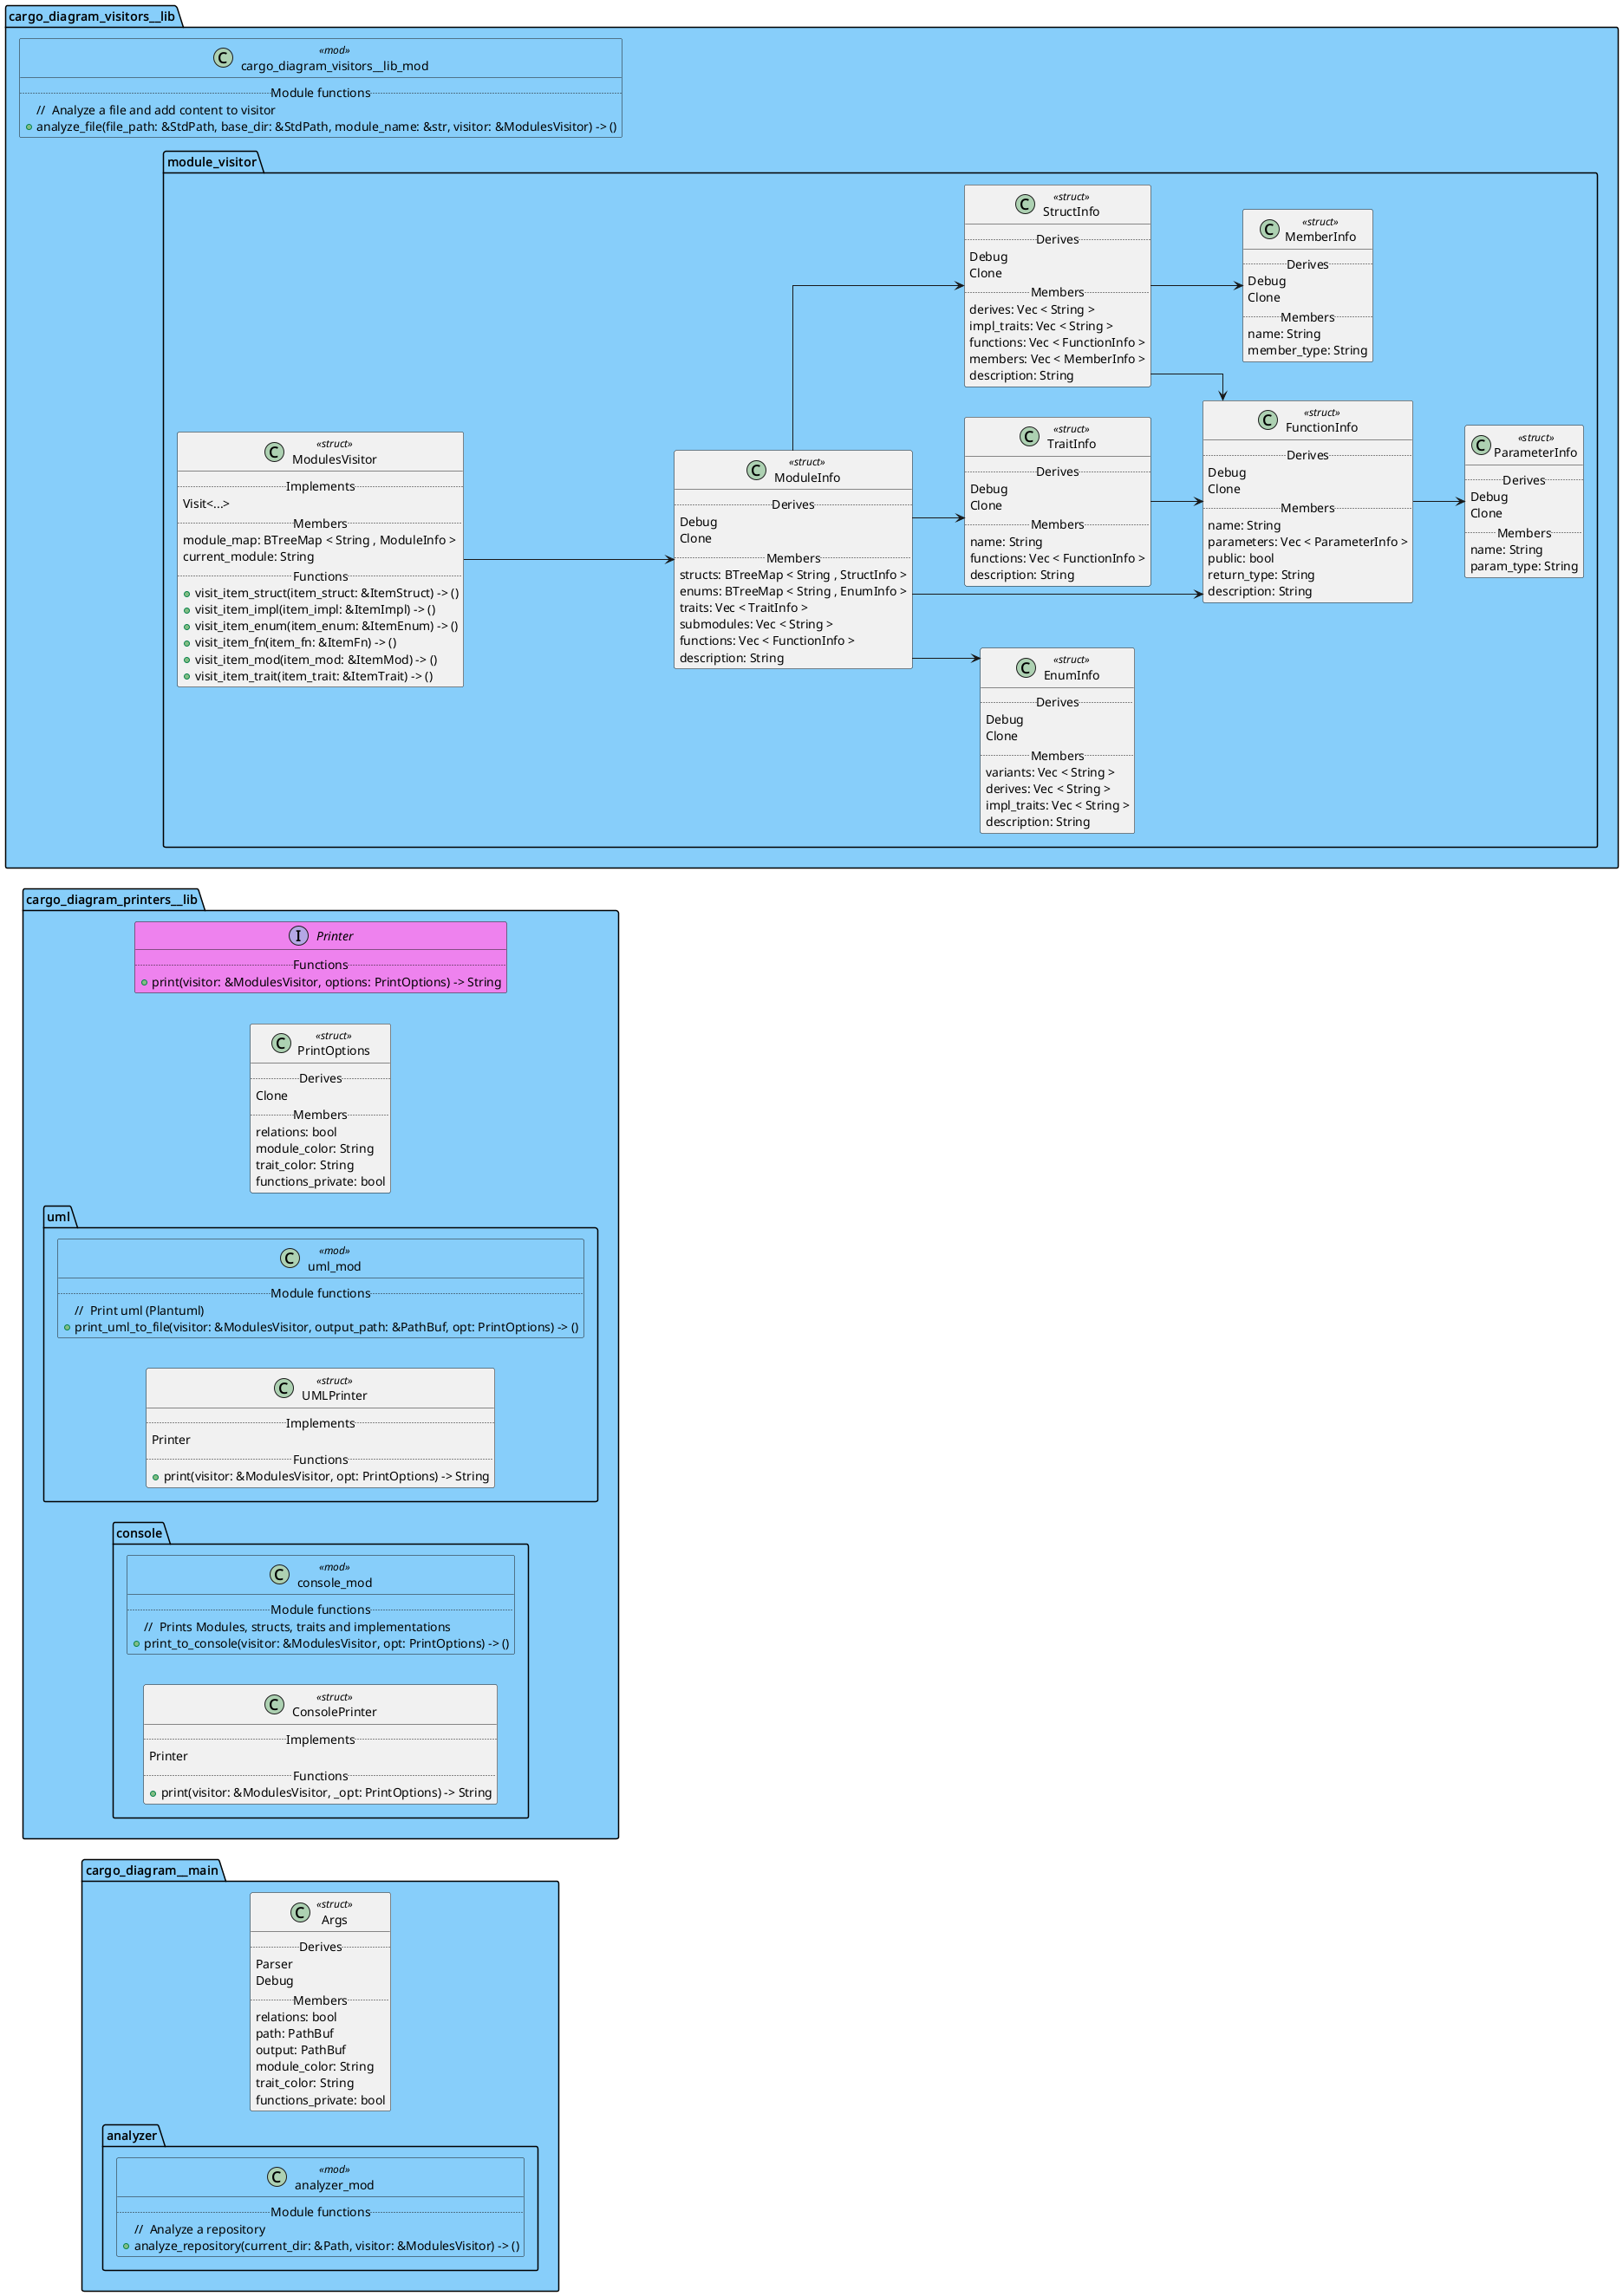 cargo_diagram_visitors__lib
C «mod»
cargo_diagram_visitors__lib_mod
Module functions
//  Analyze a file and add content to visitor
analyze_file(file_path: &StdPath, base_dir: &StdPath, module_name: &str, visitor: &ModulesVisitor) -> ()
module_visitor
C «struct»
ModulesVisitor
Implements
Visit<...>
Members
module_map: BTreeMap < String , ModuleInfo >
current_module: String
Functions
visit_item_struct(item_struct: &ItemStruct) -> ()
visit_item_impl(item_impl: &ItemImpl) -> ()
visit_item_enum(item_enum: &ItemEnum) -> ()
visit_item_fn(item_fn: &ItemFn) -> ()
visit_item_mod(item_mod: &ItemMod) -> ()
visit_item_trait(item_trait: &ItemTrait) -> ()
C «struct»
ModuleInfo
Derives
Debug
Clone
Members
structs: BTreeMap < String , StructInfo >
enums: BTreeMap < String , EnumInfo >
traits: Vec < TraitInfo >
submodules: Vec < String >
functions: Vec < FunctionInfo >
description: String
C «struct»
StructInfo
Derives
Debug
Clone
Members
derives: Vec < String >
impl_traits: Vec < String >
functions: Vec < FunctionInfo >
members: Vec < MemberInfo >
description: String
C «struct»
TraitInfo
Derives
Debug
Clone
Members
name: String
functions: Vec < FunctionInfo >
description: String
C «struct»
EnumInfo
Derives
Debug
Clone
Members
variants: Vec < String >
derives: Vec < String >
impl_traits: Vec < String >
description: String
C «struct»
MemberInfo
Derives
Debug
Clone
Members
name: String
member_type: String
C «struct»
FunctionInfo
Derives
Debug
Clone
Members
name: String
parameters: Vec < ParameterInfo >
public: bool
return_type: String
description: String
C «struct»
ParameterInfo
Derives
Debug
Clone
Members
name: String
param_type: String
cargo_diagram_printers__lib
I Printer
Functions
print(visitor: &ModulesVisitor, options: PrintOptions) -> String
C «struct»
PrintOptions
Derives
Clone
Members
relations: bool
module_color: String
trait_color: String
functions_private: bool
uml
C «mod»
uml_mod
Module functions
//  Print uml (Plantuml)
print_uml_to_file(visitor: &ModulesVisitor, output_path: &PathBuf, opt: PrintOptions) -> ()
C «struct»
UMLPrinter
Implements
Printer
Functions
print(visitor: &ModulesVisitor, opt: PrintOptions) -> String
console
C «mod»
console_mod
Module functions
//  Prints Modules, structs, traits and implementations
print_to_console(visitor: &ModulesVisitor, opt: PrintOptions) -> ()
C «struct»
ConsolePrinter
Implements
Printer
Functions
print(visitor: &ModulesVisitor, _opt: PrintOptions) -> String
cargo_diagram__main
C «struct»
Args
Derives
Parser
Debug
Members
relations: bool
path: PathBuf
output: PathBuf
module_color: String
trait_color: String
functions_private: bool
analyzer
C «mod»
analyzer_mod
Module functions
//  Analyze a repository
analyze_repository(current_dir: &Path, visitor: &ModulesVisitor) -> ()